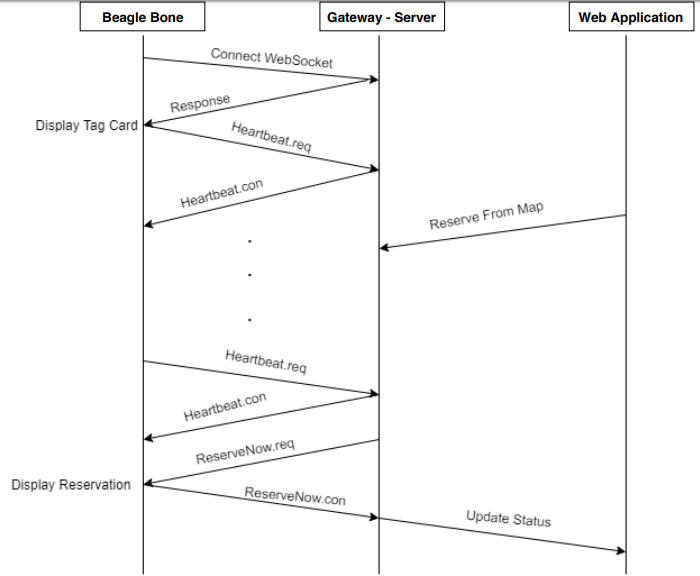 Beagle Bone
Gateway - Server
Web Application
Connect WebSocket
Response
Display Tag Card
Heartbeat.req
Heartbeat.con
Reserve From Map
.
.
.
Heartbeat.req
Heartbeat.con
ReserveNow.req
Display Reservation
ReserveNow.con
Update Status